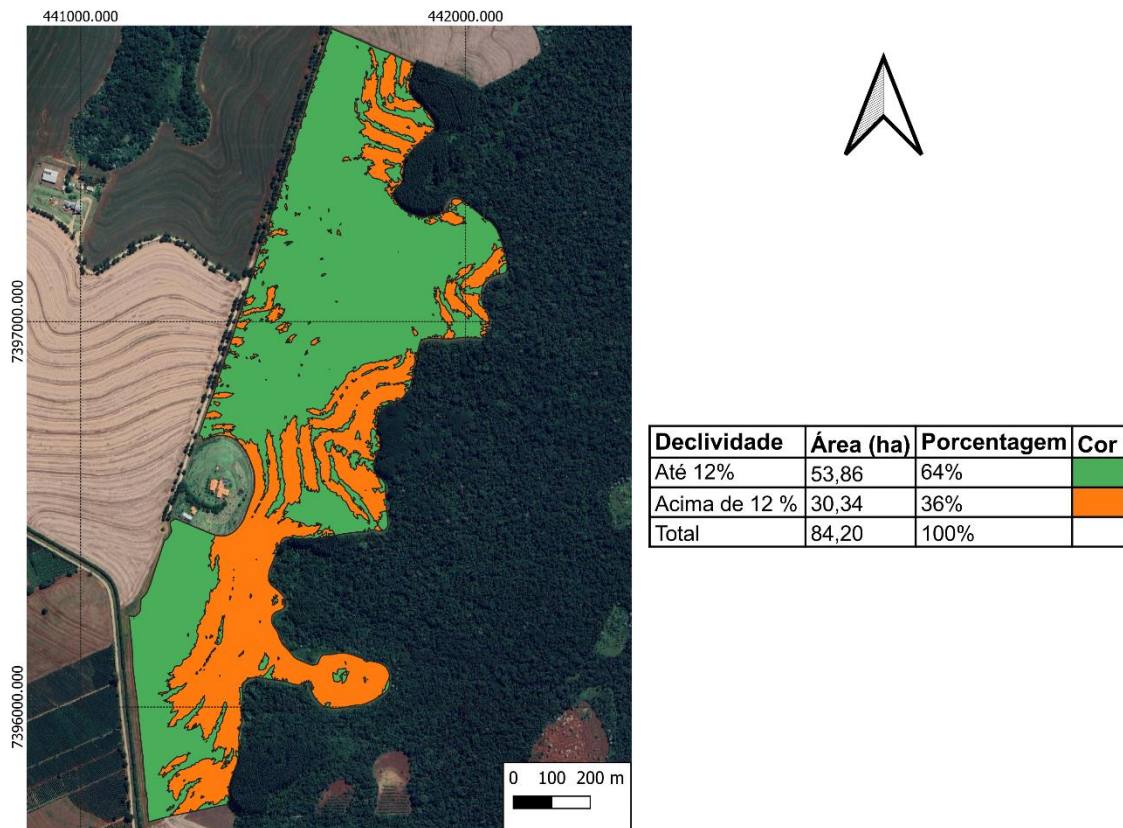 441000.000 442000.000
7397000.000
7396000.000
0 100 200 m
Declividade Área (ha) Porcentagem Cor
Até 12% 53,86 64%
Acima de 12 % 30,34 36%
Total 84,20 100%